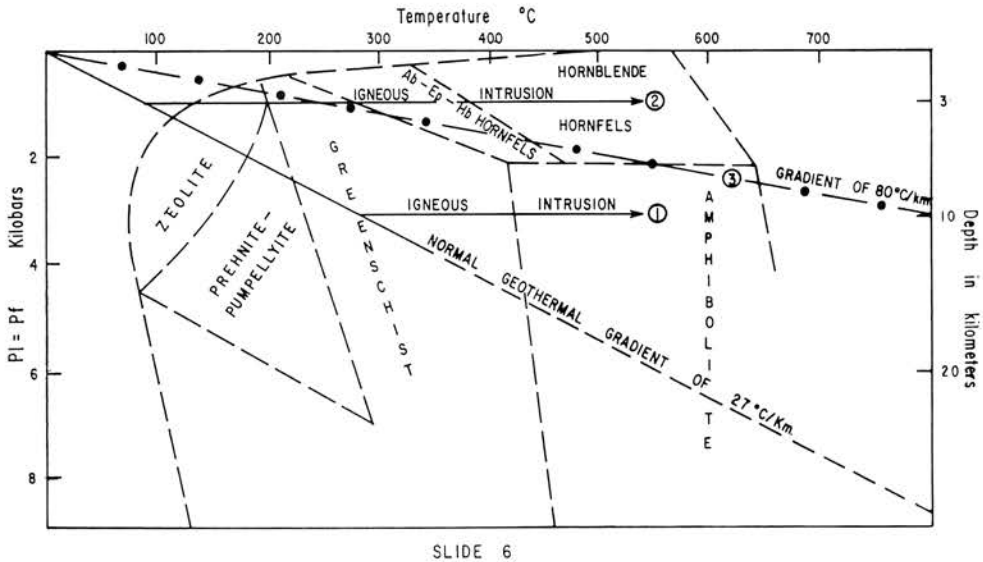 Temperature °C
100 200 300 400 500 600 700
Kilobars
Pl = Pf
2
4
6
8
3
10
20
Depth in kilometers
HORNBLENDE
HORNFELS
Ab - Ep - Hb HORNFELS
IGNEOUS INTRUSION 2
GRADIENT OF 80°C/km.
3
ZEOLITE
PREHNITE-
PUMPELLYITE
GREENSCHIST
IGNEOUS INTRUSION 1
AMPHIBOLITE
NORMAL GEOTHERMAL GRADIENT OF 27°C/Km.
SLIDE 6